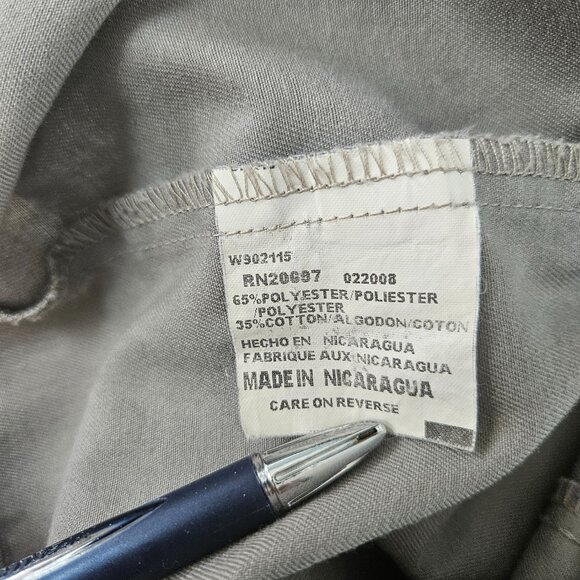 W902115
RN20697 022008
65%POLYESTER/POLIESTER
/POLYESTER
35%COTTON/ALGODON/COTON
HECHO EN NICARAGUA
FABRIQUE AUX NICARAGUA
MADE IN NICARAGUA
CARE ON REVERSE